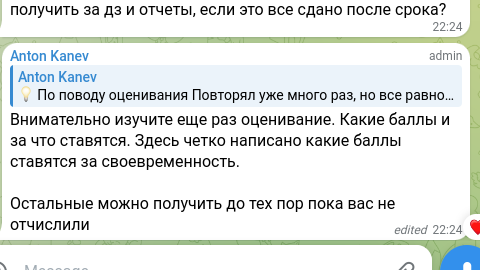 получить за дз и отчеты, если это все сдано после срока?
22:24
Anton Kanev admin
Anton Kanev
💡 По поводу оценивания Повторял уже много раз, но все равно...
Внимательно изучите еще раз оценивание. Какие баллы и
за что ставятся. Здесь четко написано какие баллы
ставятся за своевременность.
Остальные можно получить до тех пор пока вас не
отчислили edited 22:24
Message